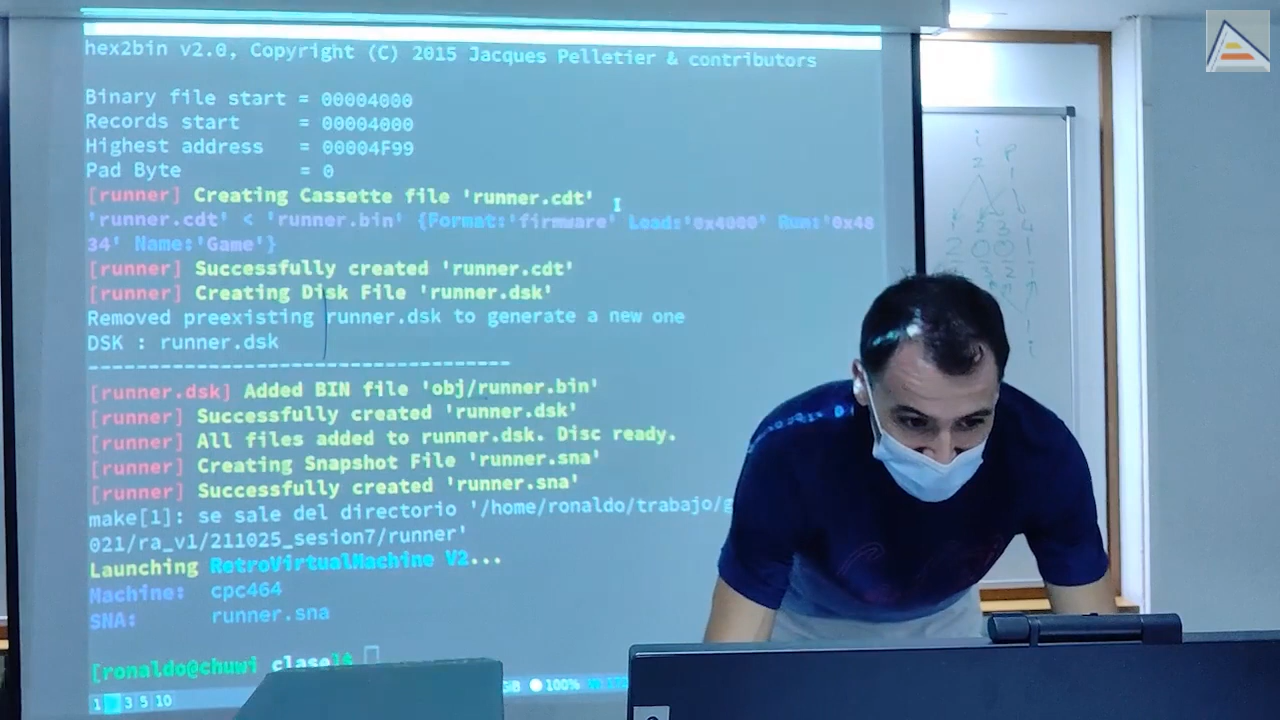 hex2bin v2.0, Copyright (C) 2015 Jacques Pelletier & contributors
Binary file start = 00004000
Records start = 00004000
Highest address = 00004F99
Pad Byte = 0
[runner] Creating Cassette file 'runner.cdt'
'runner.cdt' < 'runner.bin' {Format:'firmware' Load:'0x4000' Run:'0x48
34' Name:'Game'}
[runner] Successfully created 'runner.cdt'
[runner] Creating Disk File 'runner.dsk'
Removed preexisting runner.dsk to generate a new one
DSK : runner.dsk
--------------------------------------------------
[runner.dsk] Added BIN file 'obj/runner.bin'
[runner] Successfully created 'runner.dsk'
[runner] All files added to runner.dsk. Disc ready.
[runner] Creating Snapshot File 'runner.sna'
[runner] Successfully created 'runner.sna'
make[1]: se sale del directorio '/home/ronaldo/trabajo/g
021/ra_v1/211025_sesion7/runner'
Launching RetroVirtualMachine V2...
Machine: cpc464
SNA: runner.sna
[ronaldo@chuwi clase]$
1 3 5 10 100%